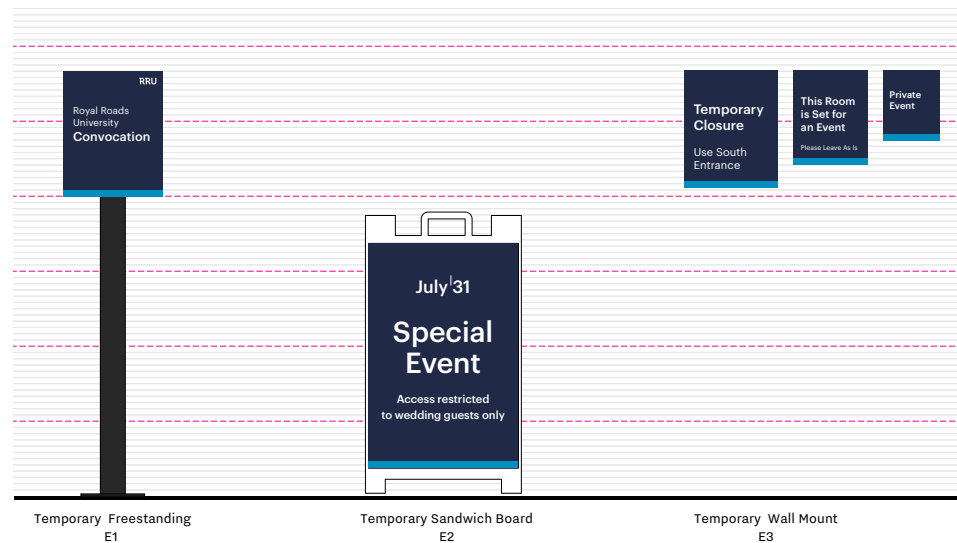 RRU
Royal Roads
University
Convocation
July 31
Special
Event
Access restricted
to wedding guests only
Temporary
Closure
Use South
Entrance
This Room
is Set for
an Event
Please Leave As Is
Private
Event
Temporary Freestanding
E1
Temporary Sandwich Board
E2
Temporary Wall Mount
E3